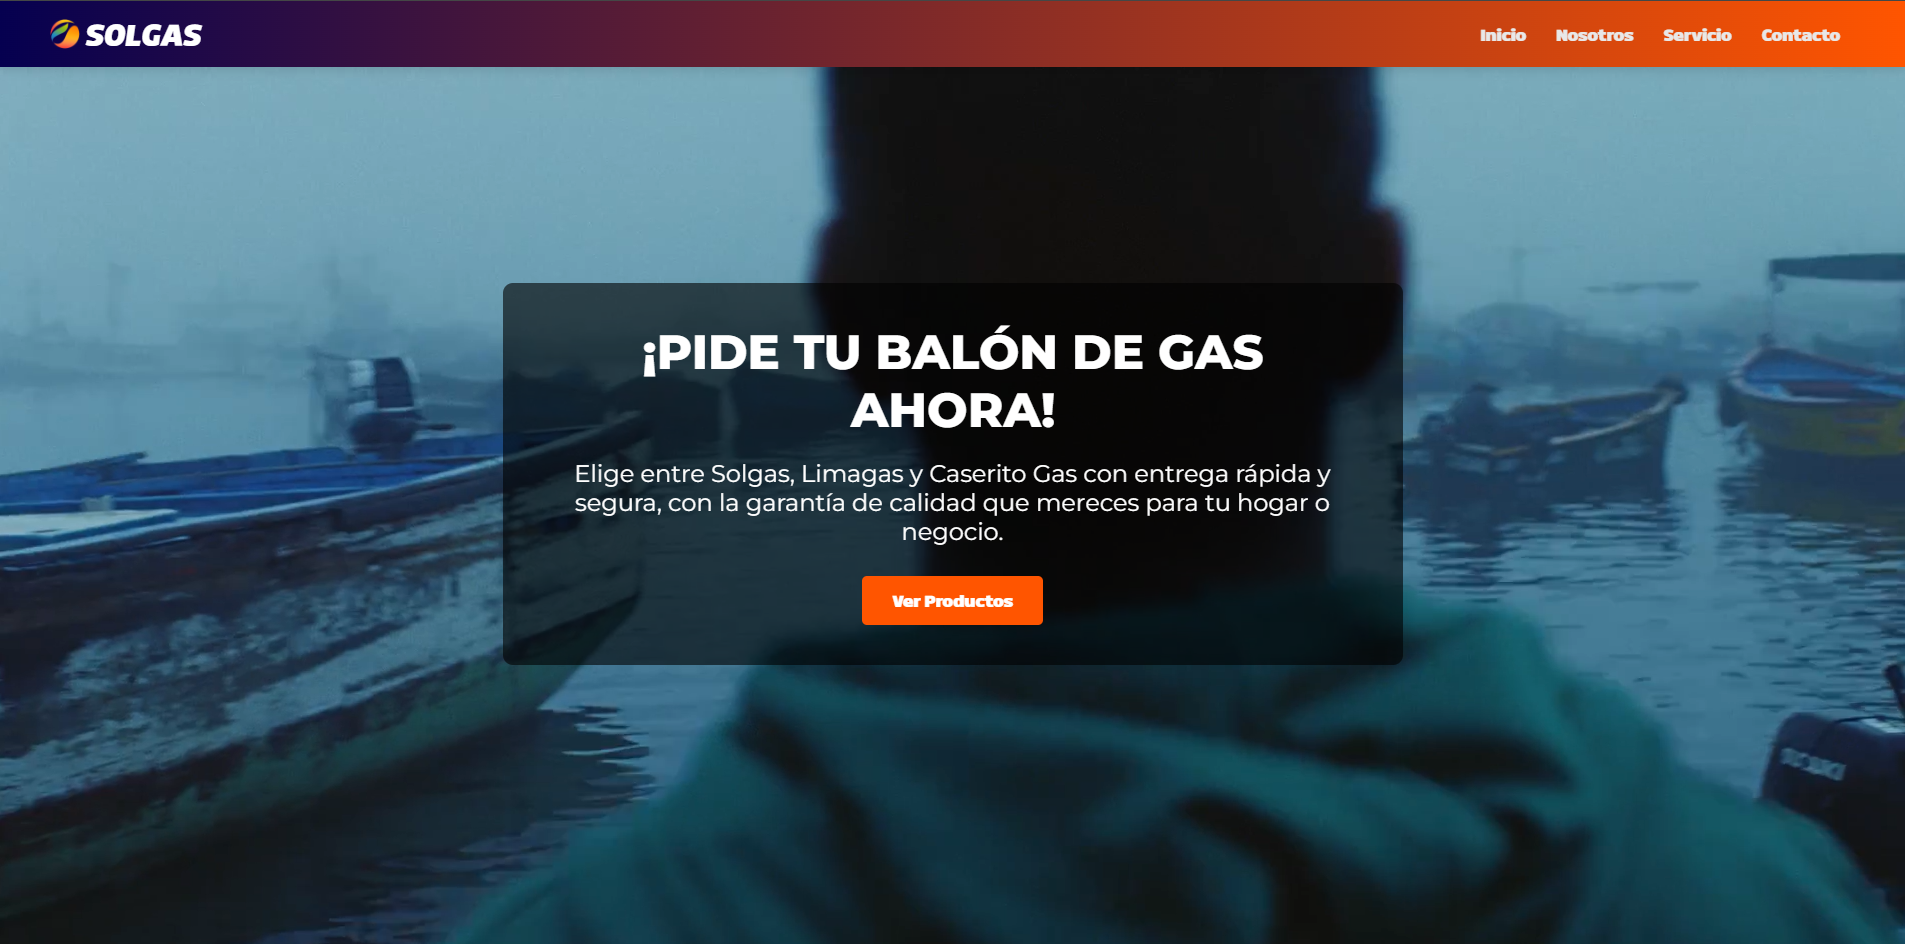 SOLGAS
Inicio Nosotros Servicio Contacto
¡PIDE TU BALÓN DE GAS
AHORA!
Elige entre Solgas, Limagas y Caserito Gas con entrega rápida y
segura, con la garantía de calidad que mereces para tu hogar o
negocio.
Ver Productos